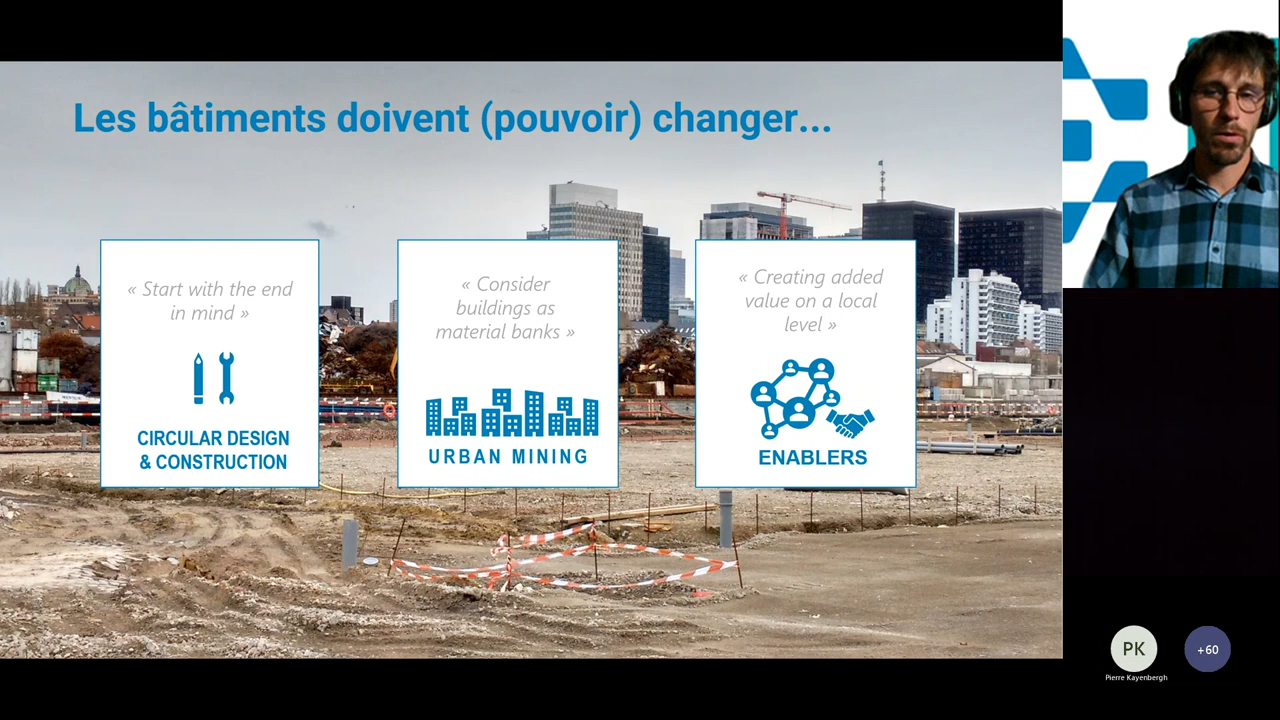 Les bâtiments doivent (pouvoir) changer...
« Start with the end
in mind »
CIRCULAR DESIGN
& CONSTRUCTION
« Consider
buildings as
material banks »
URBAN MINING
« Creating added
value on a local
level »
ENABLERS
PK
+60
Pierre Kayenbergh